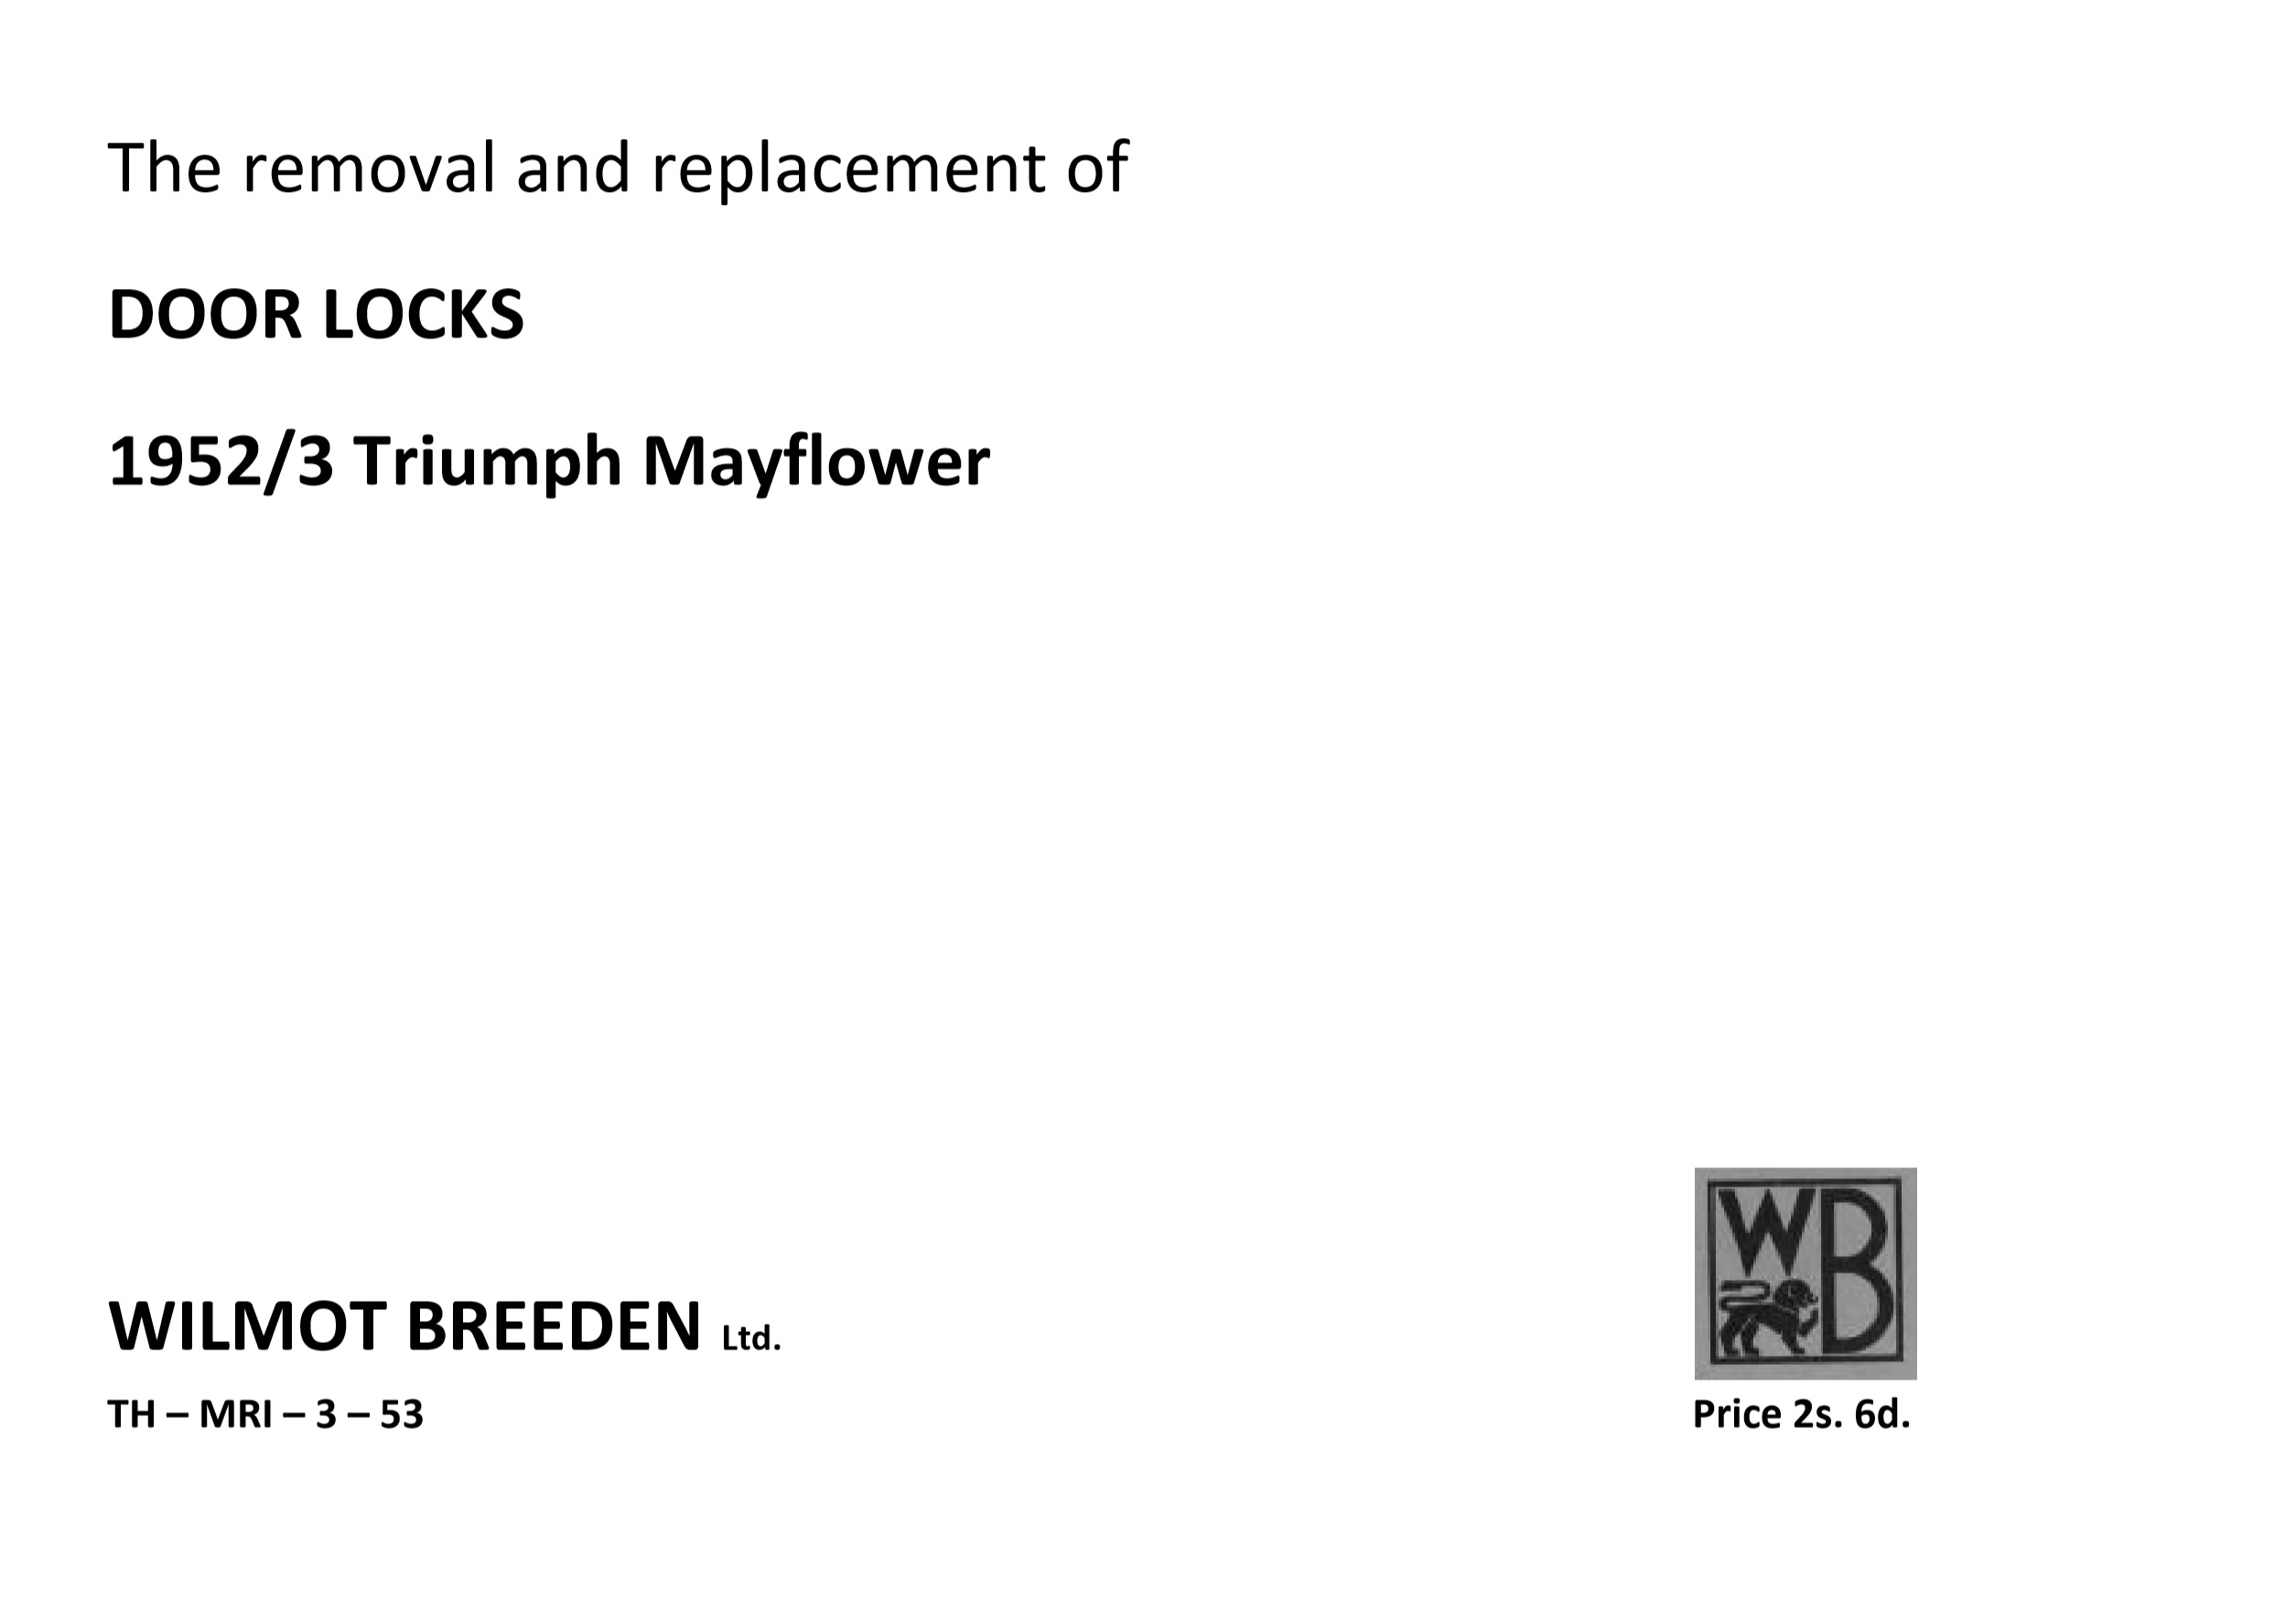 The removal and replacement of
DOOR LOCKS
1952/3 Triumph Mayflower
WB
WILMOT BREEDEN Ltd.
TH – MRI – 3 – 53
Price 2s. 6d.